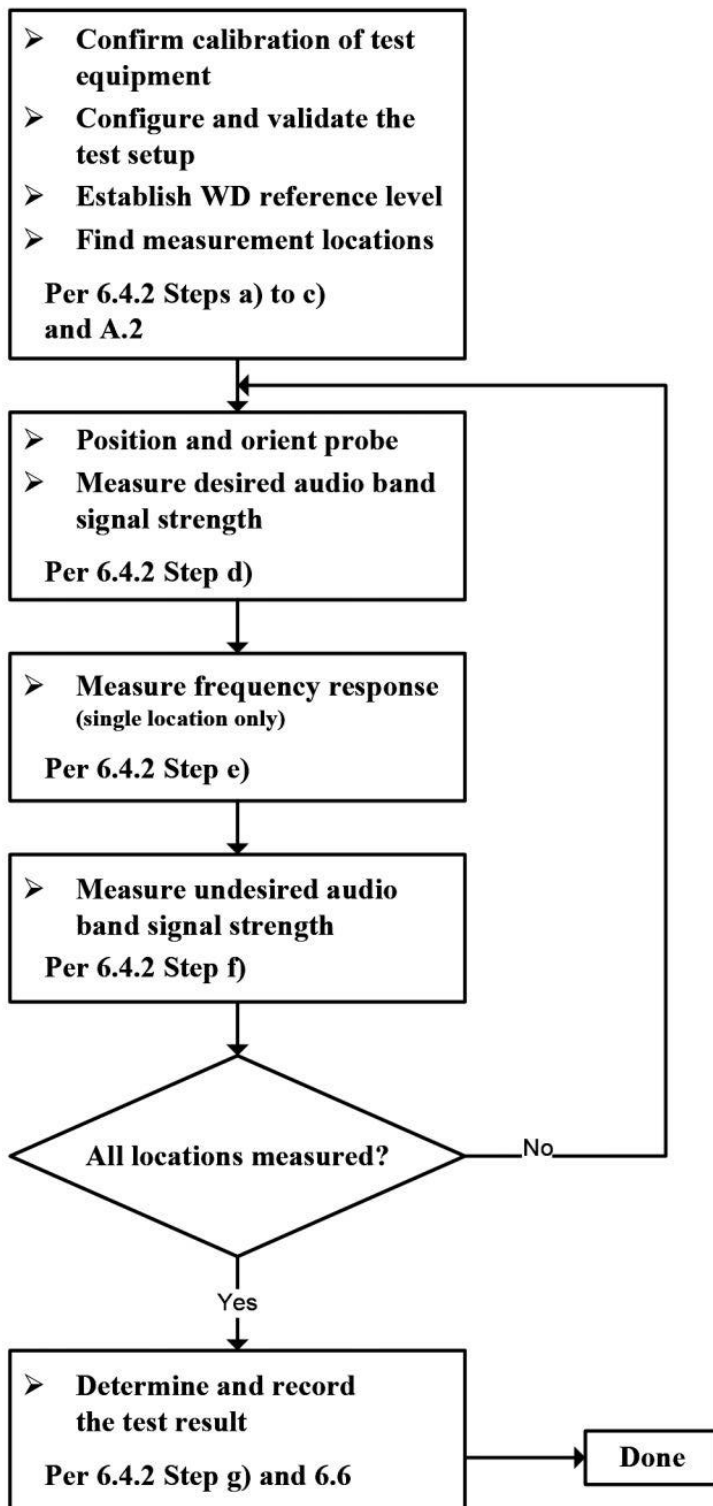 ➢ Confirm calibration of test
equipment
➢ Configure and validate the
test setup
➢ Establish WD reference level
➢ Find measurement locations
Per 6.4.2 Steps a) to c)
and A.2
➢ Position and orient probe
➢ Measure desired audio band
signal strength
Per 6.4.2 Step d)
➢ Measure frequency response
(single location only)
Per 6.4.2 Step e)
➢ Measure undesired audio
band signal strength
Per 6.4.2 Step f)
All locations measured?
No
Yes
➢ Determine and record
the test result
Per 6.4.2 Step g) and 6.6
Done